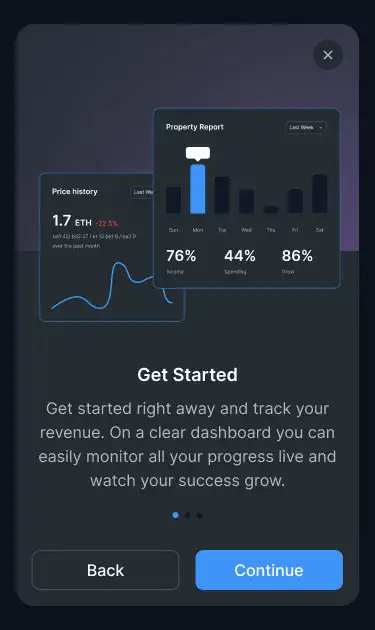 Property Report
Last Week
Price history
Last We
1.7 ETH -22.5%
over the past month
Sun Mon Tue Wed Thu Fri Sat
76% 44% 86%
Income Spending Grow
Get Started
Get started right away and track your
revenue. On a clear dashboard you can
easily monitor all your progress live and
watch your success grow.
Back Continue